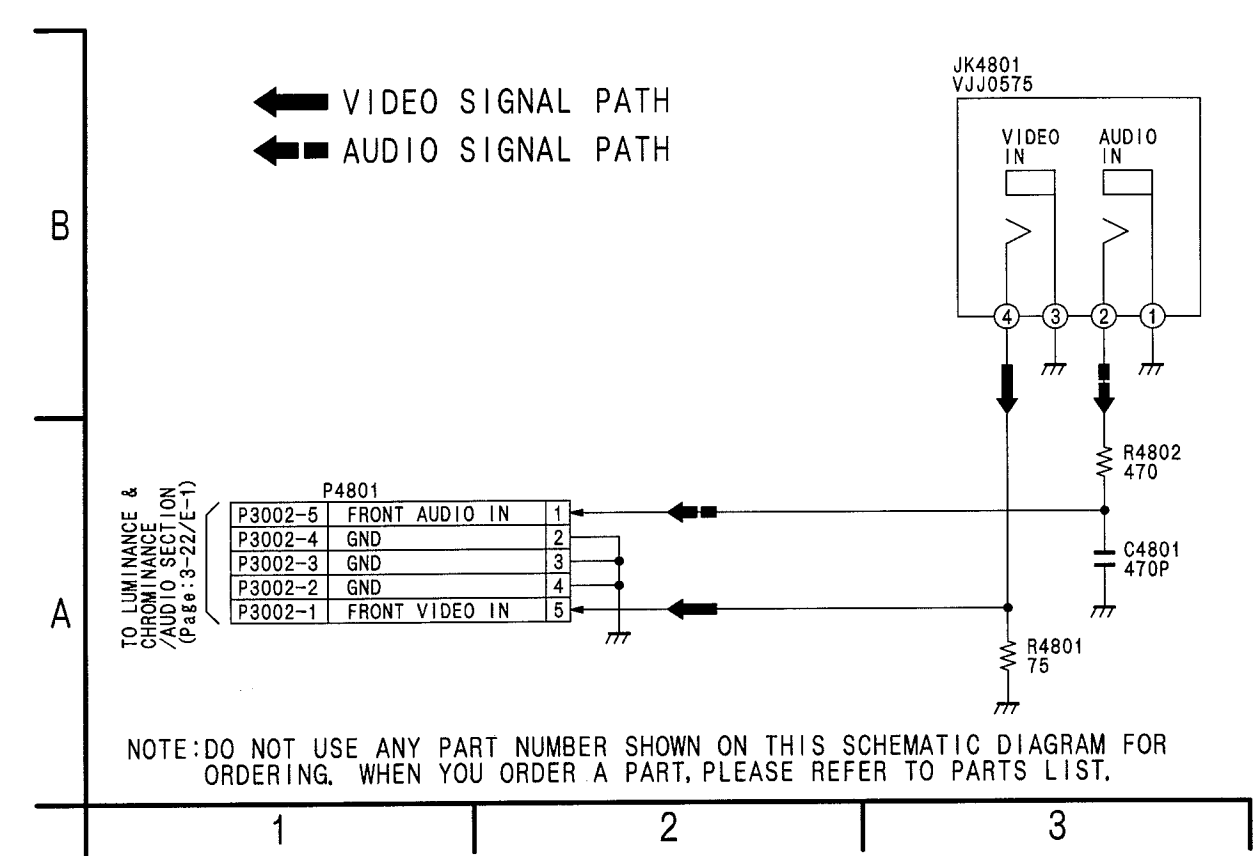 JK4801
VJJ0575
VIDEO SIGNAL PATH
AUDIO SIGNAL PATH
VIDEO
IN
AUDIO
IN
B
4
3
2
1
R4802
470
P4801
TO LUMINANCE &
CHROMINANCE
/AUDIO SECTION
(Page:3-22/E-1)
P3002-5 FRONT AUDIO IN 1
P3002-4 GND 2
P3002-3 GND 3
P3002-2 GND 4
P3002-1 FRONT VIDEO IN 5
C4801
470P
A
R4801
75
NOTE:DO NOT USE ANY PART NUMBER SHOWN ON THIS SCHEMATIC DIAGRAM FOR
ORDERING. WHEN YOU ORDER A PART, PLEASE REFER TO PARTS LIST.
1
2
3